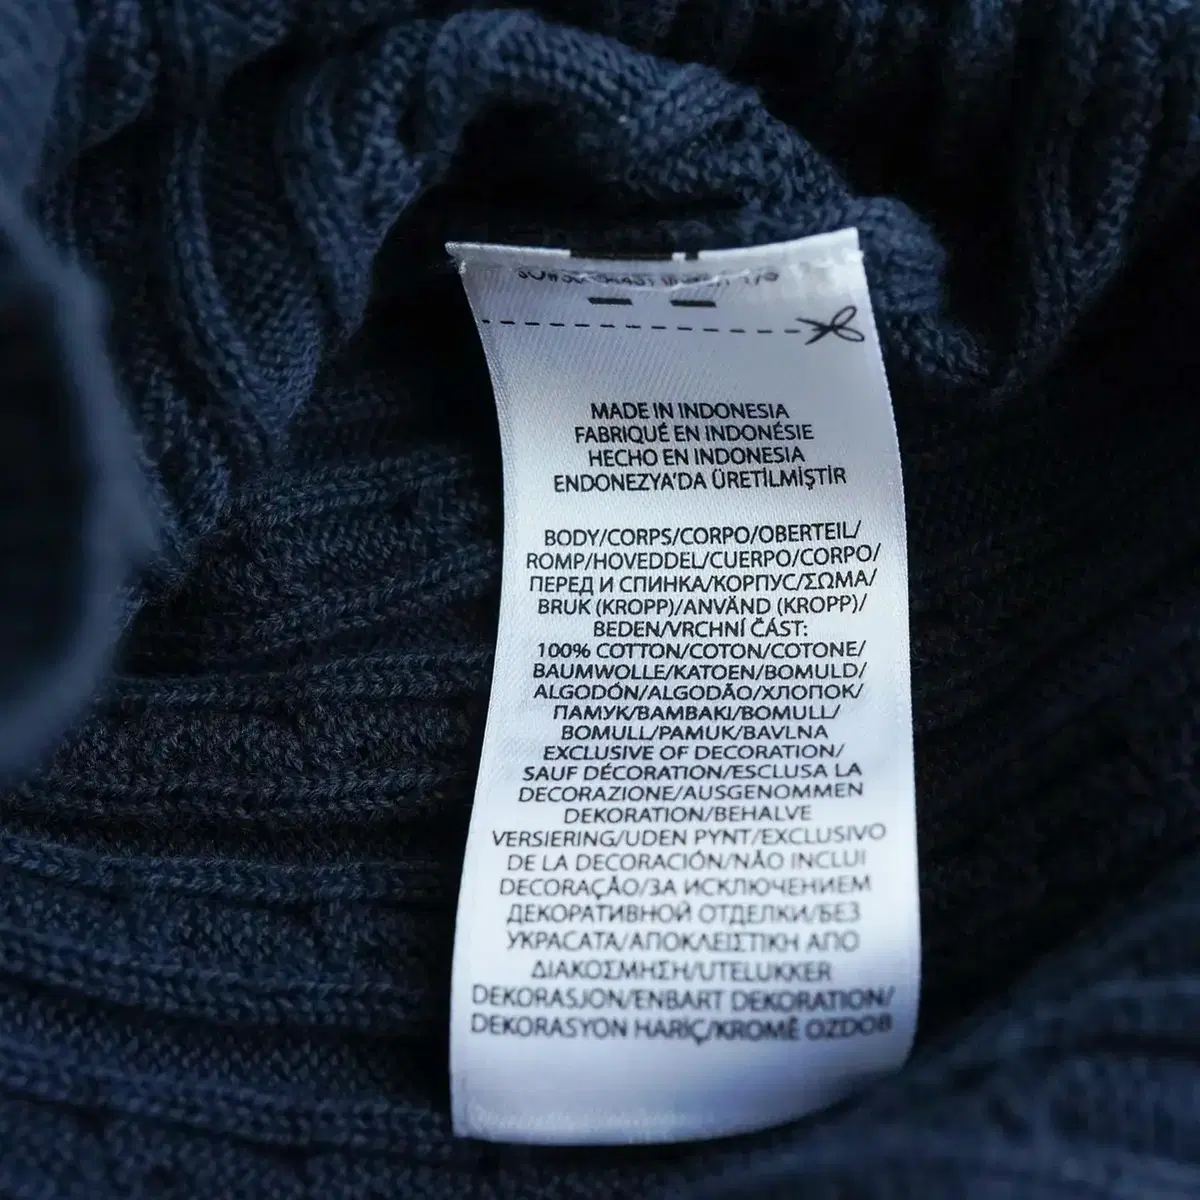 MADE IN INDONESIA
FABRIQUÉ EN INDONÉSIE
HECHO EN INDONESIA
ENDONEZYA'DA ÜRETİLMİŞTİR
BODY/CORPS/CORPO/OBERTEIL/
ROMP/HOVEDDEL/CUERPO/CORPO/
ПЕРЕД И СПИНКА/КОРПУС/ΣΩΜΑ/
BRUK (KROPP)/ANVÄND (KROPP)/
BEDEN/VRCHNÍ ČÁST:
100% COTTON/COTON/COTONE/
BAUMWOLLE/KATOEN/BOMULD/
ALGODÓN/ALGODÃO/ХЛОПОК/
ПАМУК/ΒΑΜΒΑΚΙ/BOMULL/
BOMULL/PAMUK/BAVLNA
EXCLUSIVE OF DECORATION/
SAUF DÉCORATION/ESCLUSA LA
DECORAZIONE/AUSGENOMMEN
DEKORATION/BEHALVE
VERSIERING/UDEN PYNT/EXCLUSIVO
DE LA DECORACIÓN/NÃO INCLUI
DECORAÇÃO/ЗА ИСКЛЮЧЕНИЕМ
ДЕКОРАТИВНОЙ ОТДЕЛКИ/БЕЗ
УКРАСАТА/ΑΠΟΚΛΕΙΣΤΙΚΗ ΑΠΟ
ΔΙΑΚΟΣΜΗΣΗ/UTELUKKER
DEKORASJON/ENBART DEKORATION/
DEKORASYON HARİÇ/KROMĚ OZDOB